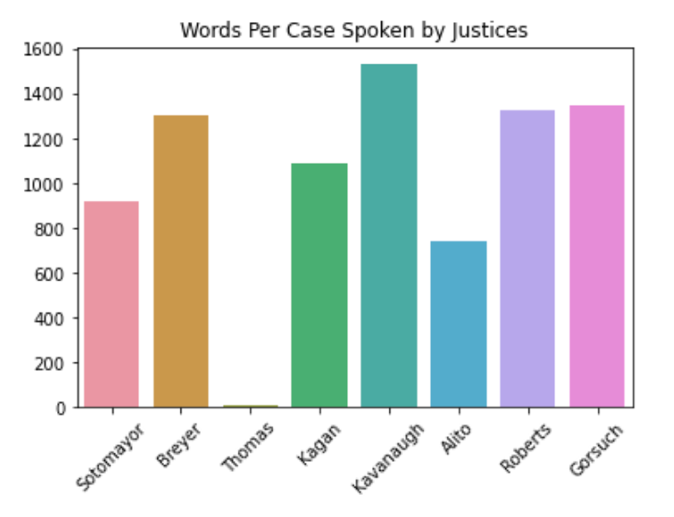 Words Per Case Spoken by Justices
1600
1400
1200
1000
800
600
400
200
0
Sotomayor
Breyer
Thomas
Kagan
Kavanaugh
Alito
Roberts
Gorsuch